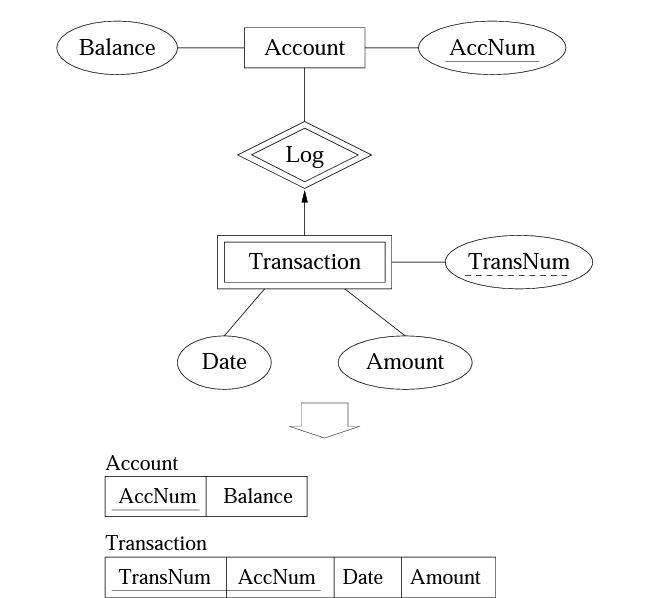 Balance Account AccNum
Log
Transaction TransNum
Date Amount
Account
AccNum Balance
Transaction
TransNum AccNum Date Amount